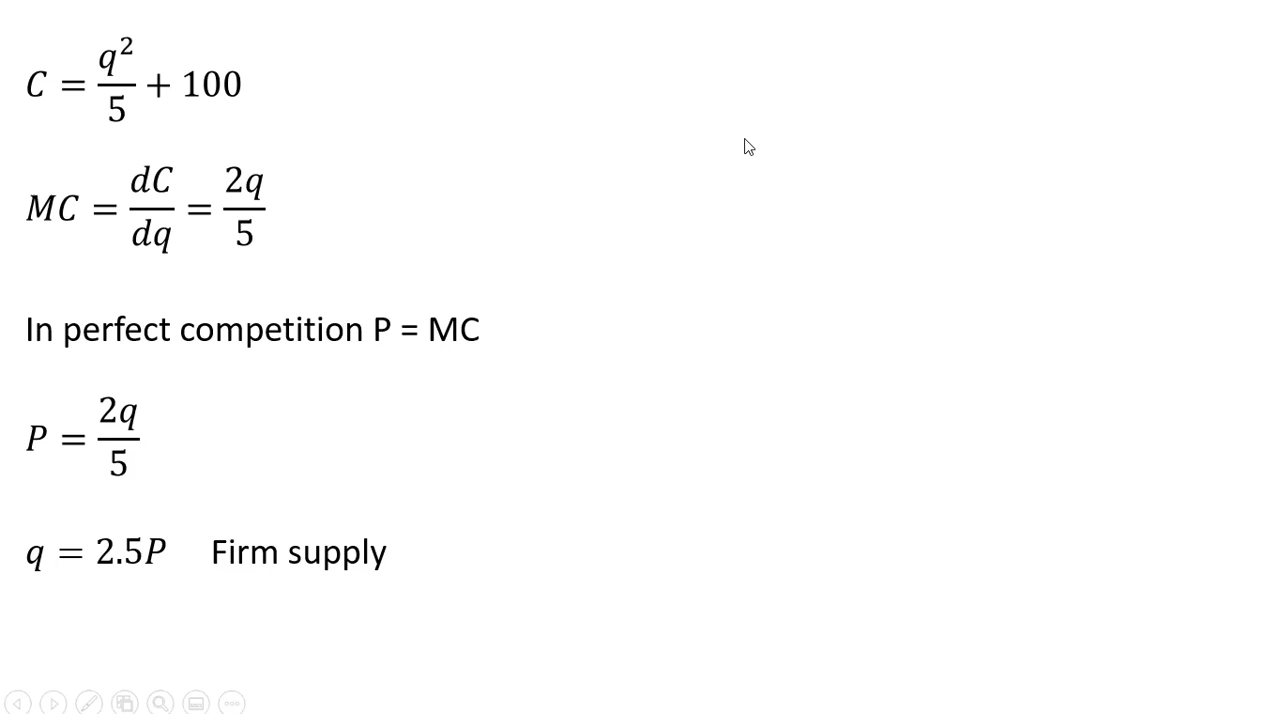 C = q²/5 + 100
MC = dC/dq = 2q/5
In perfect competition P = MC
P = 2q/5
q = 2.5P Firm supply